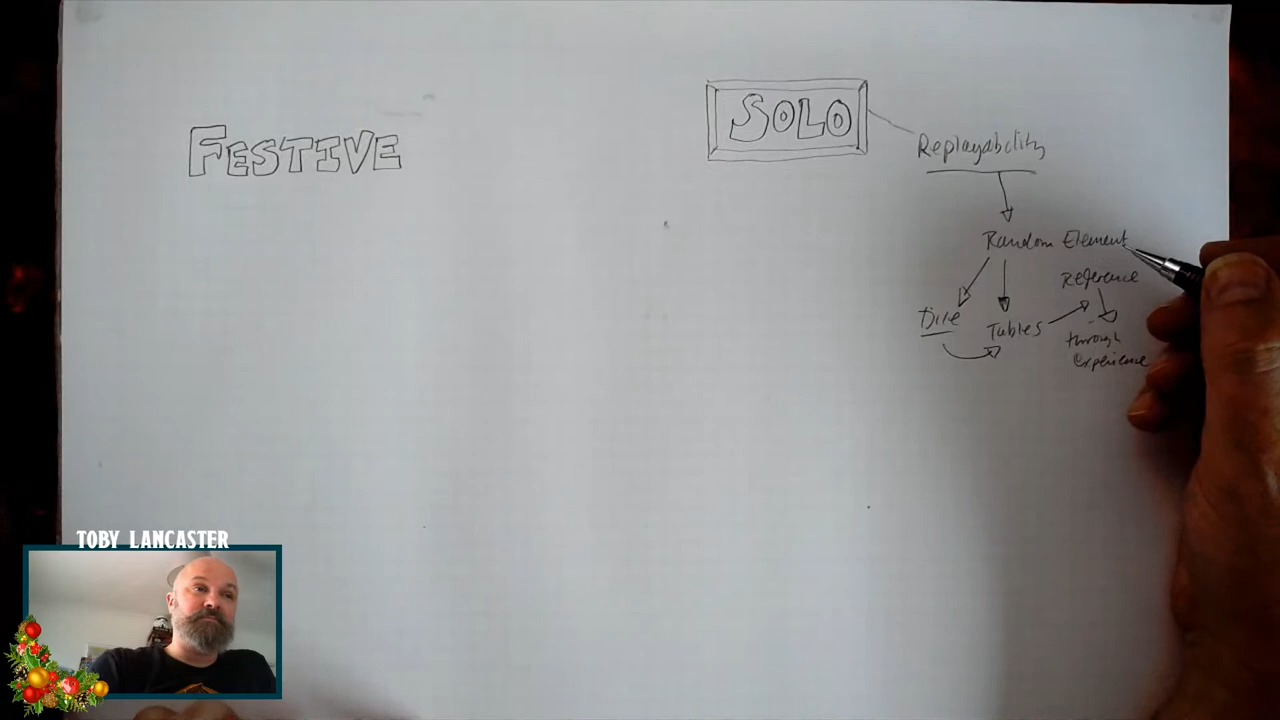 FESTIVE
SOLO
Replayability
Random Element
Reference
Dice
Tables
through
experience
TOBY LANCASTER